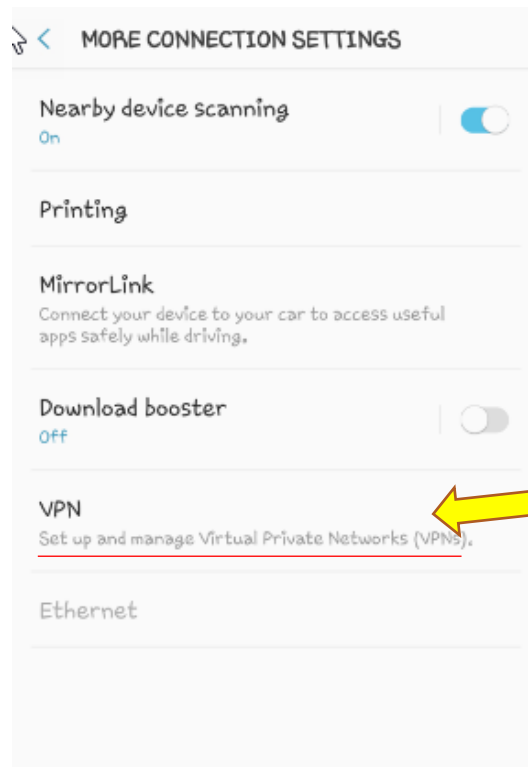 MORE CONNECTION SETTINGS
Nearby device scanning
On
Printing
MirrorLink
Connect your device to your car to access useful
apps safely while driving.
Download booster
Off
VPN
Set up and manage Virtual Private Networks (VPNs).
Ethernet